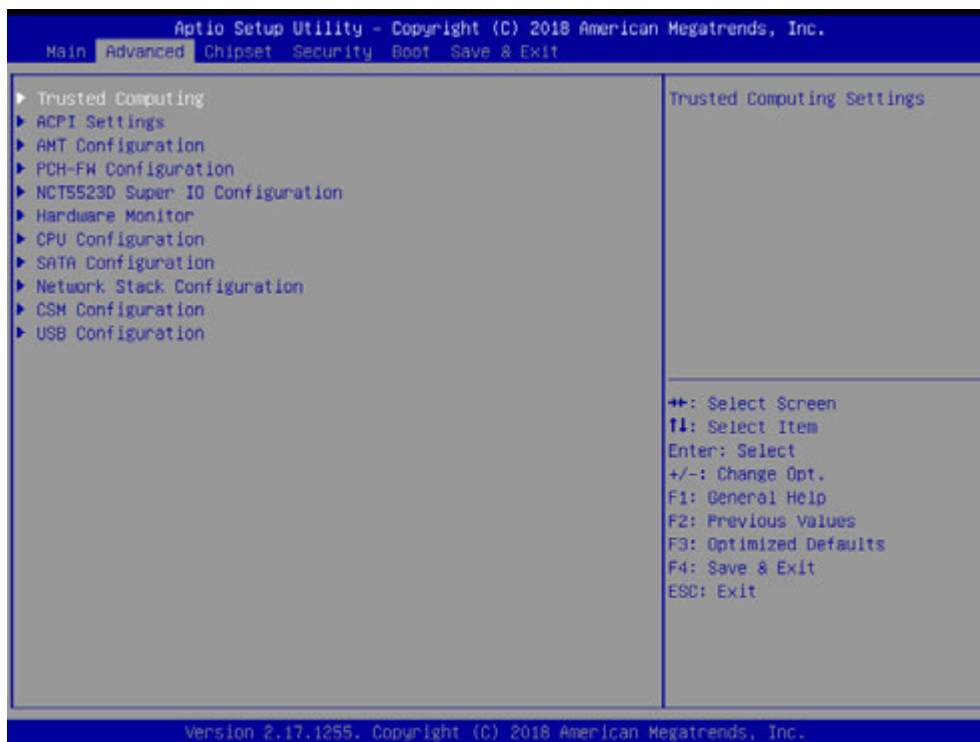 Aptio Setup Utility – Copyright (C) 2018 American Megatrends, Inc.
Main Advanced Chipset Security Boot Save & Exit
► Trusted Computing
► ACPI Settings
► AMT Configuration
► PCH-FW Configuration
► NCT5523D Super IO Configuration
► Hardware Monitor
► CPU Configuration
► SATA Configuration
► Network Stack Configuration
► CSM Configuration
► USB Configuration
Trusted Computing Settings
→←: Select Screen
↑↓: Select Item
Enter: Select
+/-: Change Opt.
F1: General Help
F2: Previous Values
F3: Optimized Defaults
F4: Save & Exit
ESC: Exit
Version 2.17.1255. Copyright (C) 2018 American Megatrends, Inc.